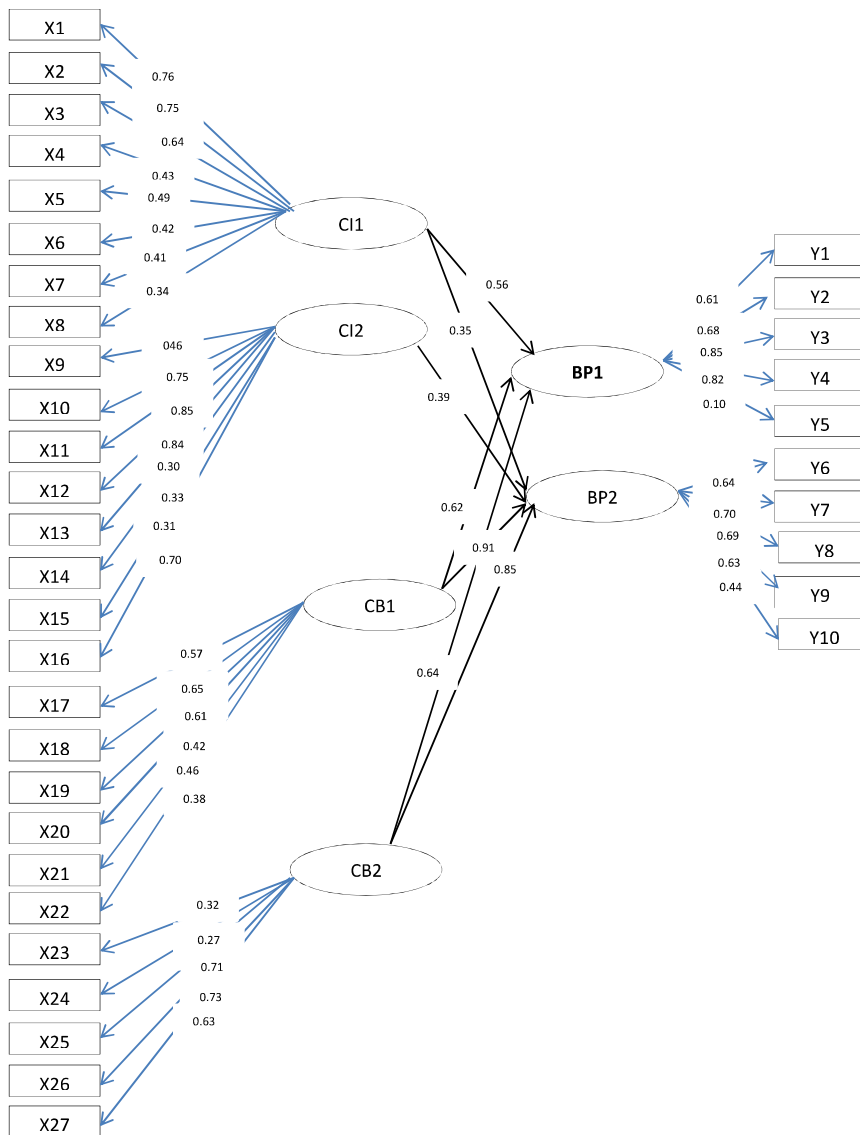 X1
X2
X3
X4
X5
X6
X7
X8
X9
X10
X11
X12
X13
X14
X15
X16
X17
X18
X19
X20
X21
X22
X23
X24
X25
X26
X27
0.76
0.75
0.64
0.43
0.49
0.42
0.41
0.34
046
0.75
0.85
0.84
0.30
0.33
0.31
0.70
0.57
0.65
0.61
0.42
0.46
0.38
0.32
0.27
0.71
0.73
0.63
CI1
CI2
CB1
CB2
0.56
0.35
0.39
0.62
0.91
0.85
0.64
BP1
BP2
0.61
0.68
0.85
0.82
0.10
0.64
0.70
0.69
0.63
0.44
Y1
Y2
Y3
Y4
Y5
Y6
Y7
Y8
Y9
Y10